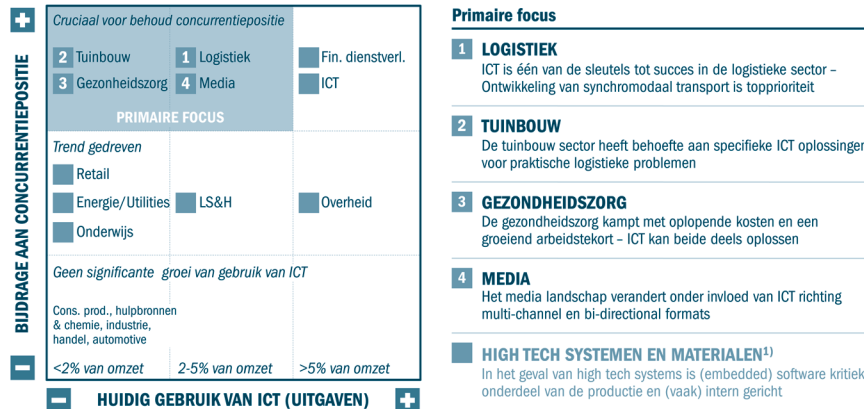 Cruciaal voor behoud concurrentiepositie
2 Tuinbouw
1 Logistiek
Fin. dienstverl.
3 Gezonheidszorg
4 Media
ICT
PRIMAIRE FOCUS
Trend gedreven
Retail
Energie/Utilities
LS&H
Overheid
Onderwijs
Geen significante groei van gebruik van ICT
Cons. prod., hulpbronnen
& chemie, industrie,
handel, automotive
<2% van omzet
2-5% van omzet
>5% van omzet
BIJDRAGE AAN CONCURRENTIEPOSITIE
HUIDIG GEBRUIK VAN ICT (UITGAVEN)
Primaire focus
1 LOGISTIEK
ICT is één van de sleutels tot succes in de logistieke sector –
Ontwikkeling van synchromodaal transport is topprioriteit
2 TUINBOUW
De tuinbouw sector heeft behoefte aan specifieke ICT oplossingen
voor praktische logistieke problemen
3 GEZONDHEIDSZORG
De gezondheidszorg kampt met oplopende kosten en een
groeiend arbeidstekort – ICT kan beide deels oplossen
4 MEDIA
Het media landschap verandert onder invloed van ICT richting
multi-channel en bi-directional formats
HIGH TECH SYSTEMEN EN MATERIALEN1)
In het geval van high tech systems is (embedded) software kritiek
onderdeel van de productie en (vaak) intern gericht